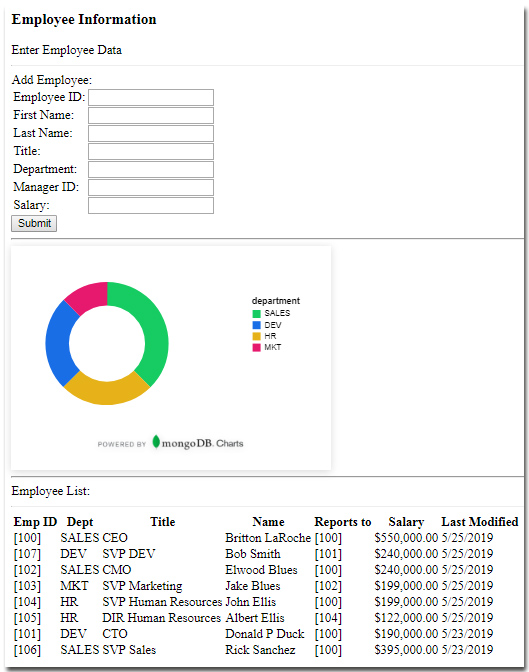 Employee Information
Enter Employee Data
Add Employee:
Employee ID:
First Name:
Last Name:
Title:
Department:
Manager ID:
Salary:
Submit
department
SALES
DEV
HR
MKT
POWERED BY mongoDB. Charts
Employee List:
Emp ID Dept Title Name Reports to Salary Last Modified
[100] SALES CEO Britton LaRoche [100] $550,000.00 5/25/2019
[107] DEV SVP DEV Bob Smith [101] $240,000.00 5/25/2019
[102] SALES CMO Elwood Blues [100] $240,000.00 5/25/2019
[103] MKT SVP Marketing Jake Blues [102] $199,000.00 5/25/2019
[104] HR SVP Human Resources John Ellis [100] $199,000.00 5/25/2019
[105] HR DIR Human Resources Albert Ellis [104] $122,000.00 5/25/2019
[101] DEV CTO Donald P Duck [100] $190,000.00 5/23/2019
[106] SALES SVP Sales Rick Sanchez [100] $395,000.00 5/23/2019